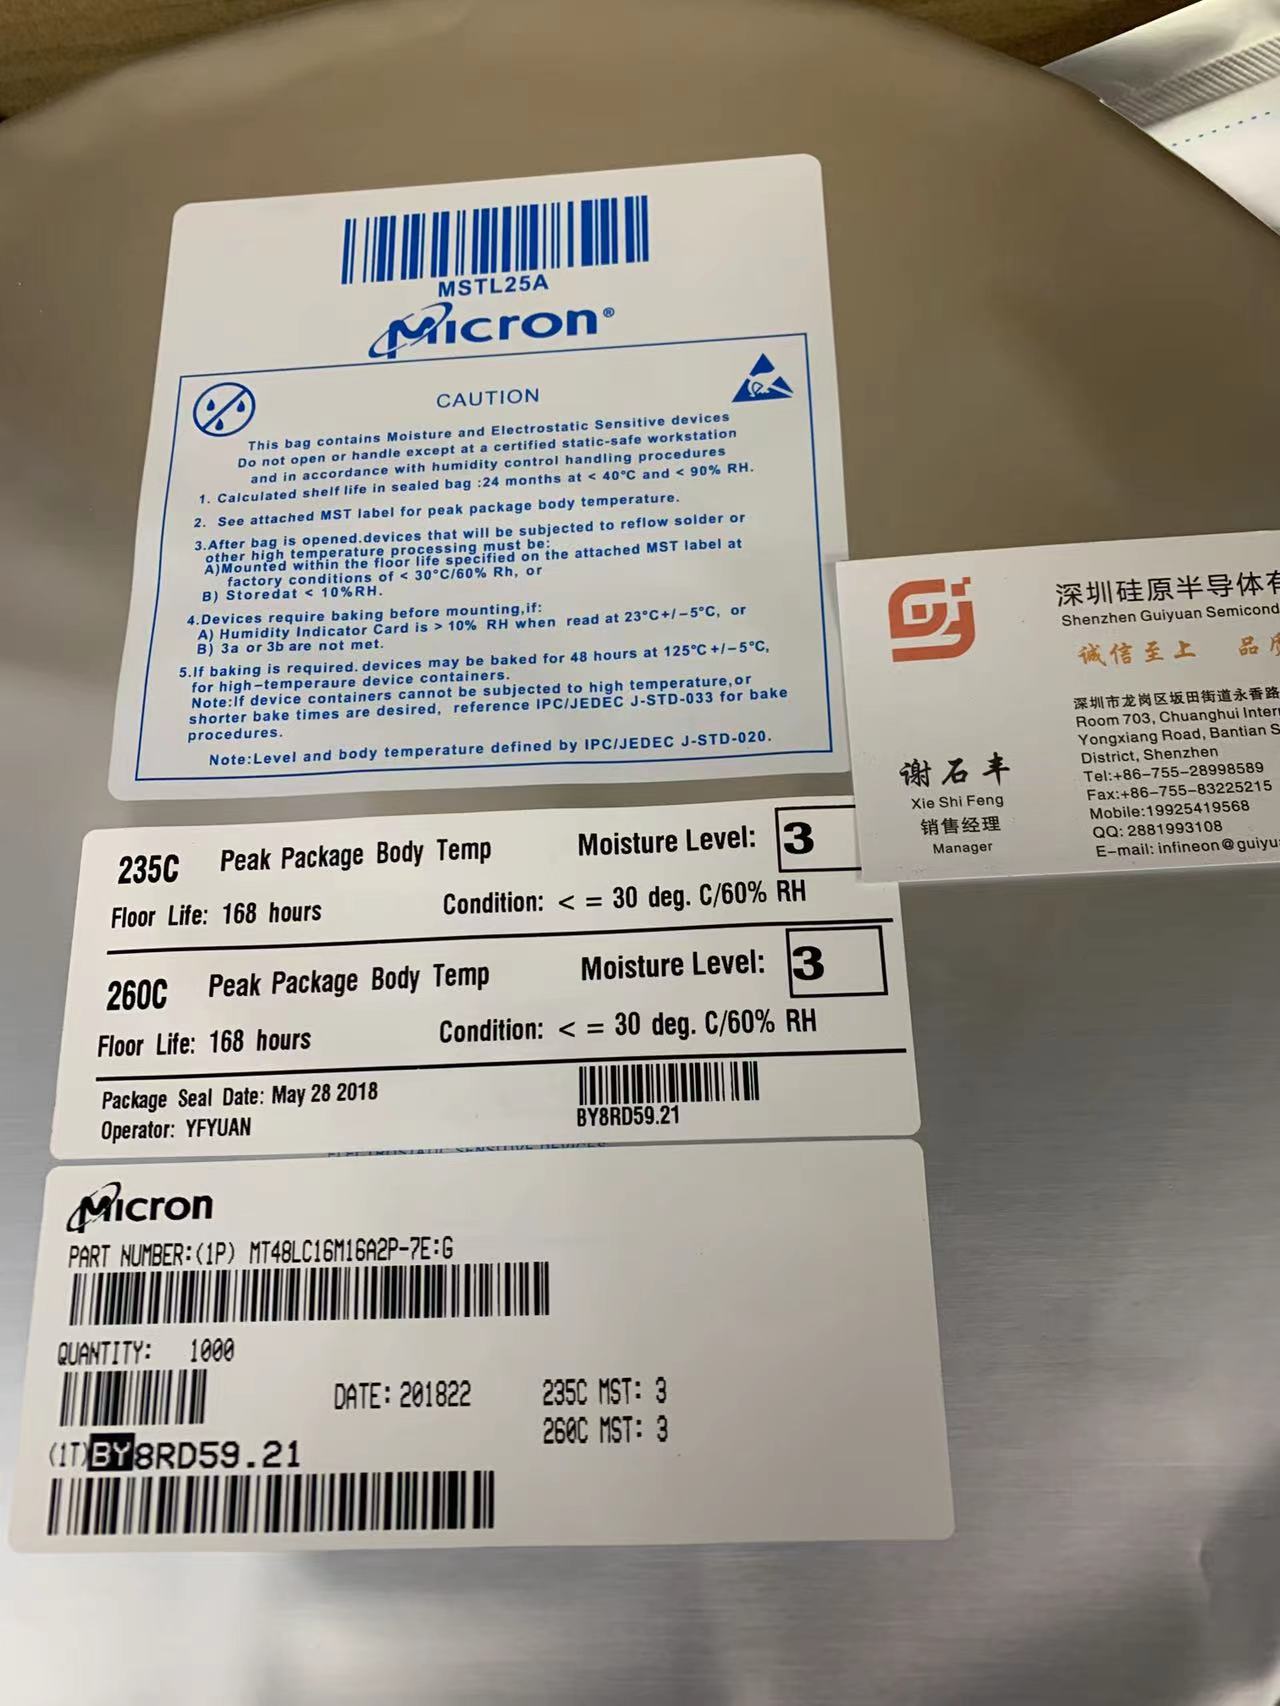 MSTL25A
Micron®
CAUTION
This bag contains Moisture and Electrostatic Sensitive devices
Do not open or handle except at a certified static-safe workstation
and in accordance with humidity control handling procedures
1. Calculated shelf life in sealed bag :24 months at < 40°C and < 90% RH.
2. See attached MST label for peak package body temperature.
3.After bag is opened.devices that will be subjected to reflow solder or
other high temperature processing must be:
A)Mounted within the floor life specified on the attached MST label at
factory conditions of < 30°C/60% Rh, or
B) Storedat < 10%RH.
4.Devices require baking before mounting,if:
A) Humidity Indicator Card is > 10% RH when read at 23°C+/-5°C, or
B) 3a or 3b are not met.
5.If baking is required. devices may be baked for 48 hours at 125°C+/-5°C,
for high-temperaure device containers.
Note:If device containers cannot be subjected to high temperature,or
shorter bake times are desired, reference IPC/JEDEC J-STD-033 for bake
procedures.
Note:Level and body temperature defined by IPC/JEDEC J-STD-020.
深圳硅原半导体有
Shenzhen Guiyuan Semicond
诚信至上 品质
深圳市龙岗区坂田街道永香路
Room 703, Chuanghui Inter
Yongxiang Road, Bantian S
District, Shenzhen
Tel:+86-755-28998589
Fax:+86-755-83225215
Mobile:19925419568
QQ: 2881993108
E-mail: infineon@guiyu
谢石丰
Xie Shi Feng
销售经理
Manager
235C Peak Package Body Temp Moisture Level: 3
Floor Life: 168 hours Condition: < = 30 deg. C/60% RH
260C Peak Package Body Temp Moisture Level: 3
Floor Life: 168 hours Condition: < = 30 deg. C/60% RH
Package Seal Date: May 28 2018
Operator: YFYUAN
BY8RD59.21
Micron
PART NUMBER:(1P) MT48LC16M16A2P-7E:G
QUANTITY: 1000
DATE: 201822 235C MST: 3
260C MST: 3
(1T)BY8RD59.21